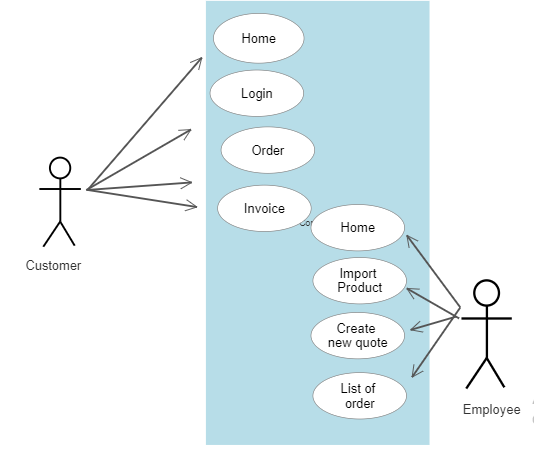 Home
Login
Order
Invoice
Home
Import
Product
Create
new quote
List of
order
Customer
Employee